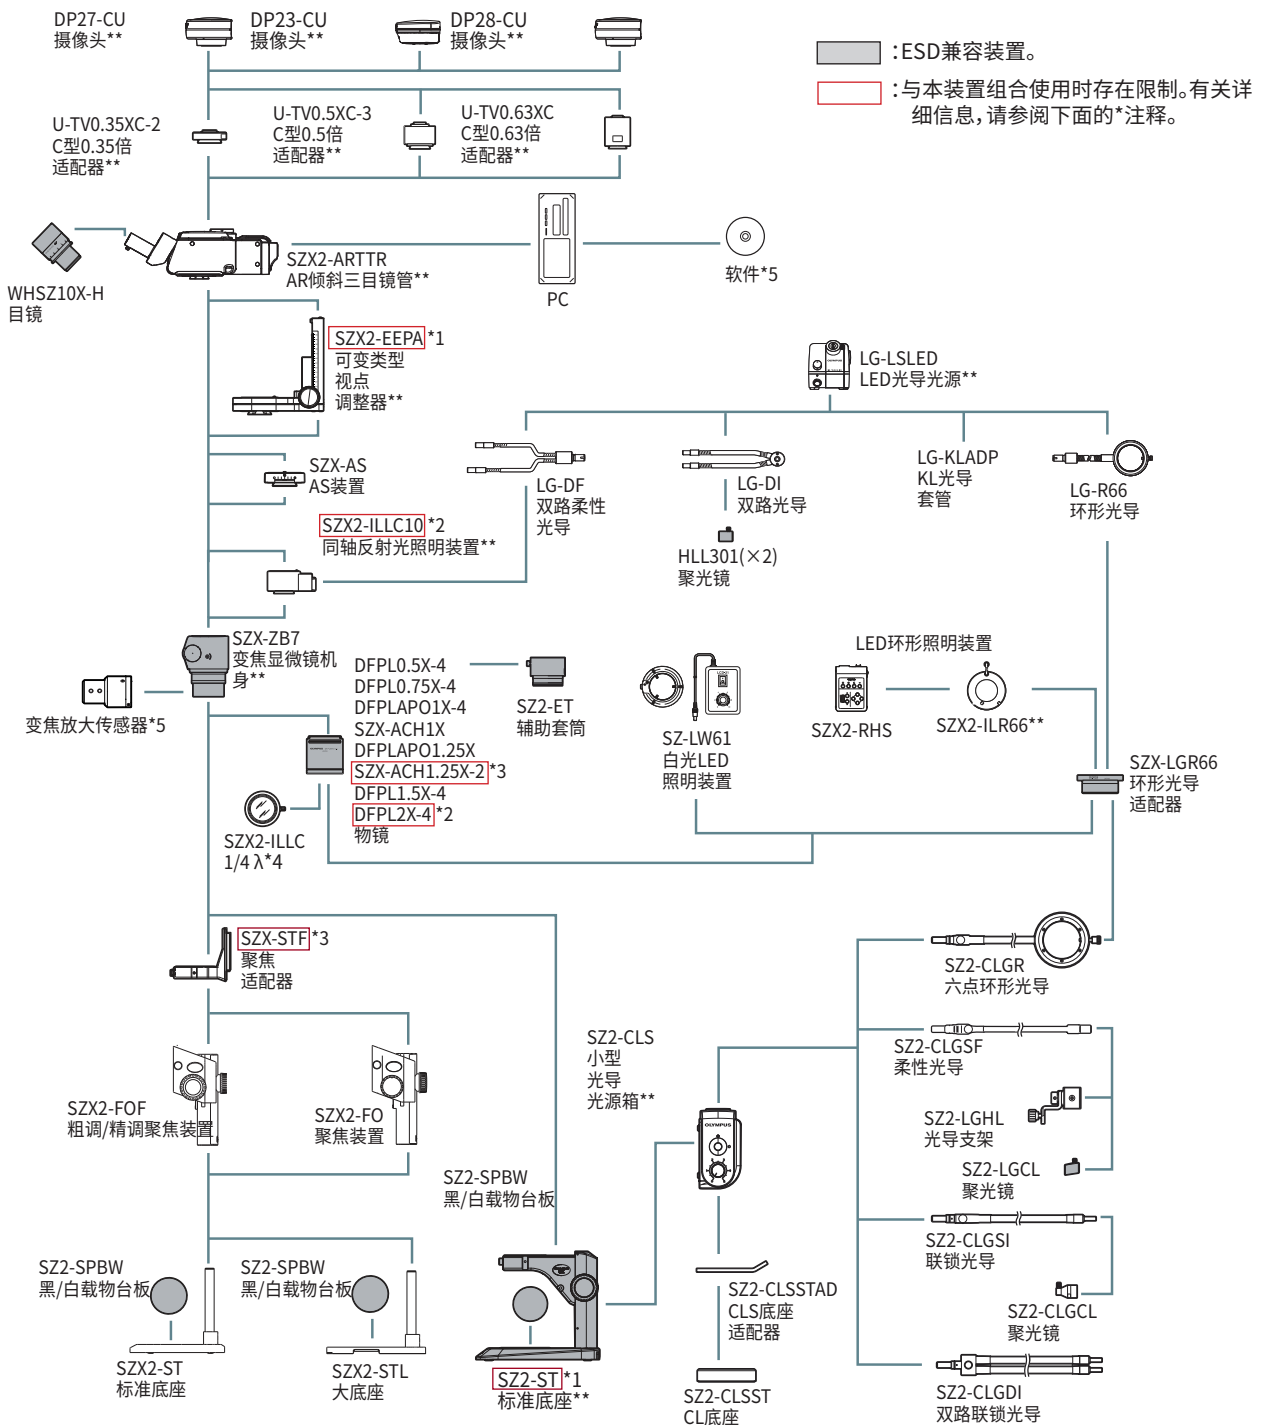 DP27-CU
摄像头**
DP23-CU
摄像头**
DP28-CU
摄像头**
:ESD兼容装置。
:与本装置组合使用时存在限制。有关详
细信息,请参阅下面的*注释。
U-TV0.35XC-2
C型0.35倍
适配器**
U-TV0.5XC-3
C型0.5倍
适配器**
U-TV0.63XC
C型0.63倍
适配器**
WHSZ10X-H
目镜
SZX2-ARTTR
AR倾斜三目镜管**
PC
软件*5
SZX2-EEPA *1
可变类型
视点
调整器**
LG-LSLED
LED光导光源**
SZX-AS
AS装置
SZX2-ILLC10 *2
同轴反射光照明装置**
LG-DF
双路柔性
光导
LG-DI
双路光导
HLL301(×2)
聚光镜
LG-KLADP
KL光导
套管
LG-R66
环形光导
SZX-ZB7
变焦显微镜机
身**
变焦放大传感器*5
DFPL0.5X-4
DFPL0.75X-4
DFPLAPO1X-4
SZX-ACH1X
DFPLAPO1.25X
SZX-ACH1.25X-2 *3
DFPL1.5X-4
DFPL2X-4 *2
物镜
SZ2-ET
辅助套筒
SZX2-ILLC
1/4 λ*4
SZ-LW61
白光LED
照明装置
LED环形照明装置
SZX2-RHS
SZX2-ILR66**
SZX-LGR66
环形光导
适配器
SZX-STF *3
聚焦
适配器
SZX2-FOF
粗调/精调聚焦装置
SZX2-FO
聚焦装置
SZ2-CLS
小型
光导
光源箱**
OLYMPUS
SZ2-CLGR
六点环形光导
SZ2-CLGSF
柔性光导
SZ2-LGHL
光导支架
SZ2-LGCL
聚光镜
SZ2-CLGSI
联锁光导
SZ2-CLGCL
聚光镜
SZ2-CLGDI
双路联锁光导
SZ2-SPBW
黑/白载物台板
SZ2-SPBW
黑/白载物台板
SZ2-SPBW
黑/白载物台板
SZX2-ST
标准底座
SZX2-STL
大底座
SZ2-ST *1
标准底座**
SZ2-CLSSTAD
CLS底座
适配器
SZ2-CLSST
CL底座